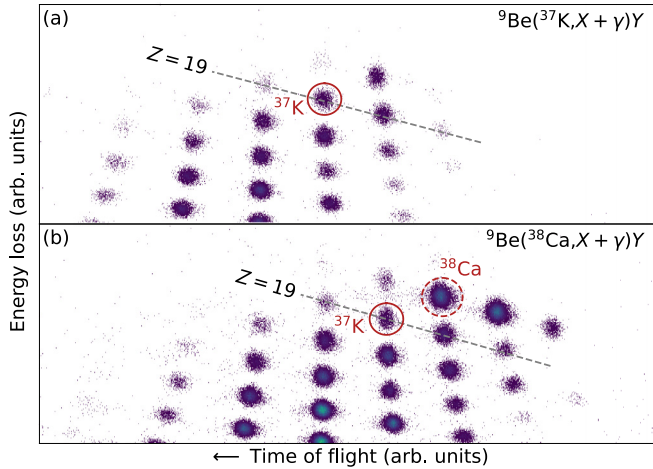 (a)
⁹Be(³⁷K,X + γ)Y
Z = 19
³⁷K
(b)
⁹Be(³⁸Ca,X + γ)Y
³⁸Ca
Z = 19
³⁷K
Energy loss (arb. units)
⟵ Time of flight (arb. units)